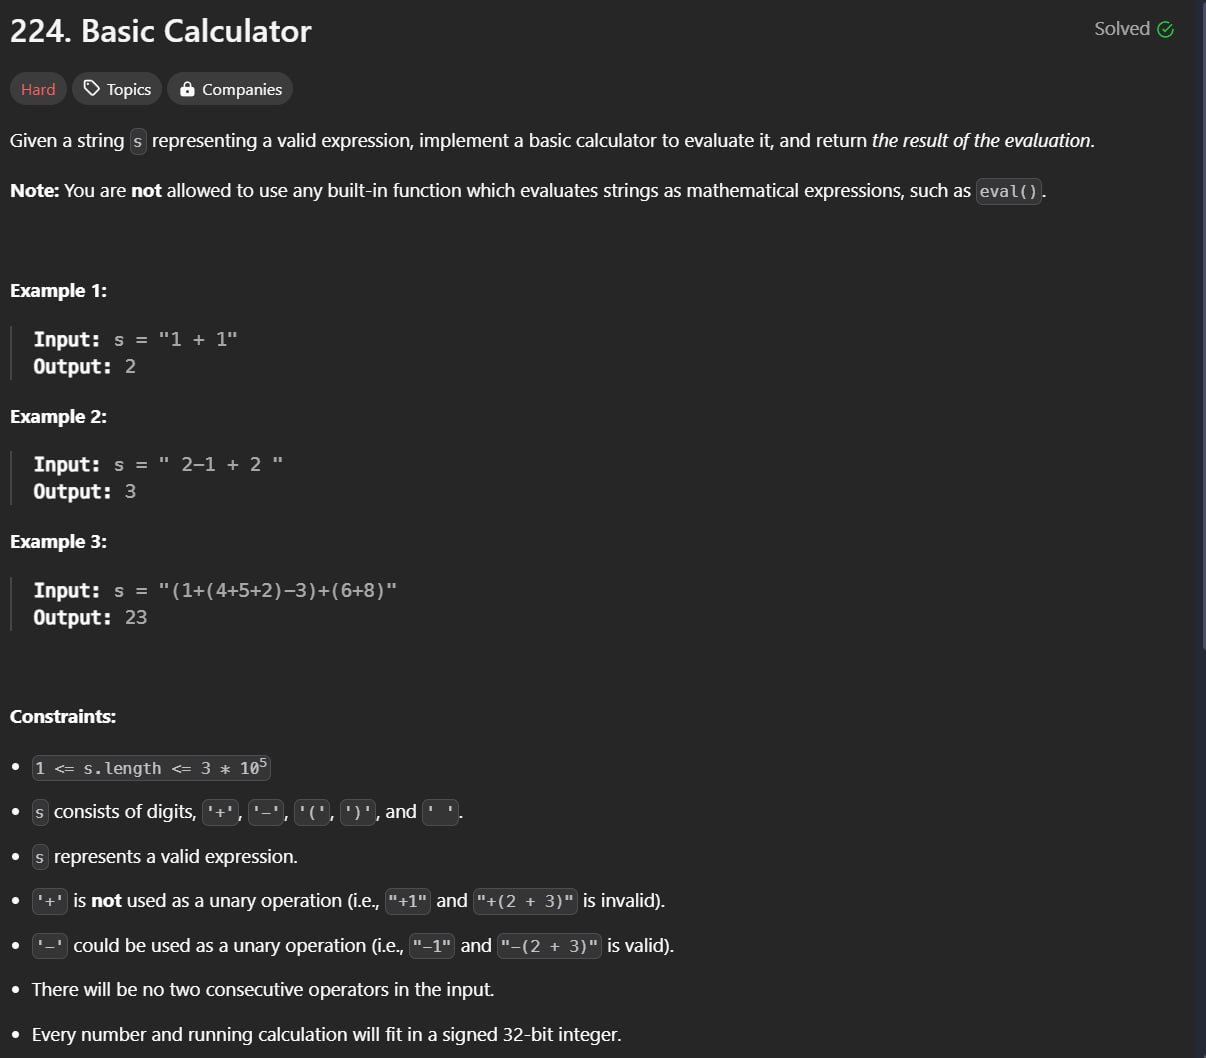 224. Basic Calculator
Solved
Hard
Topics
Companies
Given a string s representing a valid expression, implement a basic calculator to evaluate it, and return the result of the evaluation.
Note: You are not allowed to use any built-in function which evaluates strings as mathematical expressions, such as eval().
Example 1:
Input: s = "1 + 1"
Output: 2
Example 2:
Input: s = " 2-1 + 2 "
Output: 3
Example 3:
Input: s = "(1+(4+5+2)-3)+(6+8)"
Output: 23
Constraints:
• 1 <= s.length <= 3 * 10⁵
• s consists of digits, '+', '-', '(', ')', and ' '.
• s represents a valid expression.
• '+' is not used as a unary operation (i.e., "+1" and "+(2 + 3)" is invalid).
• '-' could be used as a unary operation (i.e., "-1" and "-(2 + 3)" is valid).
• There will be no two consecutive operators in the input.
• Every number and running calculation will fit in a signed 32-bit integer.